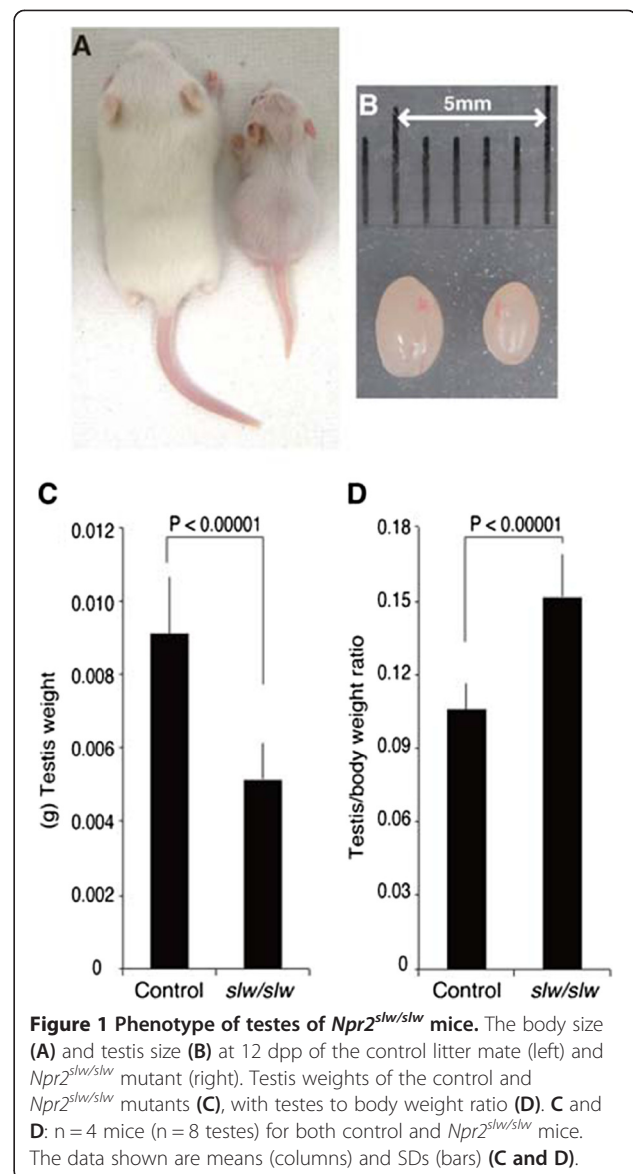 A
B
5mm
C
D
P < 0.00001
P < 0.00001
0.012
0.010
0.008
0.006
0.004
0.002
0
(g) Testis weight
Control
slw/slw
0.18
0.15
0.12
0.09
0.06
0.03
0
Testis/body weight ratio
Control
slw/slw
Figure 1 Phenotype of testes of Npr2slw/slw mice. The body size
(A) and testis size (B) at 12 dpp of the control litter mate (left) and
Npr2slw/slw mutant (right). Testis weights of the control and
Npr2slw/slw mutants (C), with testes to body weight ratio (D). C and
D: n = 4 mice (n = 8 testes) for both control and Npr2slw/slw mice.
The data shown are means (columns) and SDs (bars) (C and D).